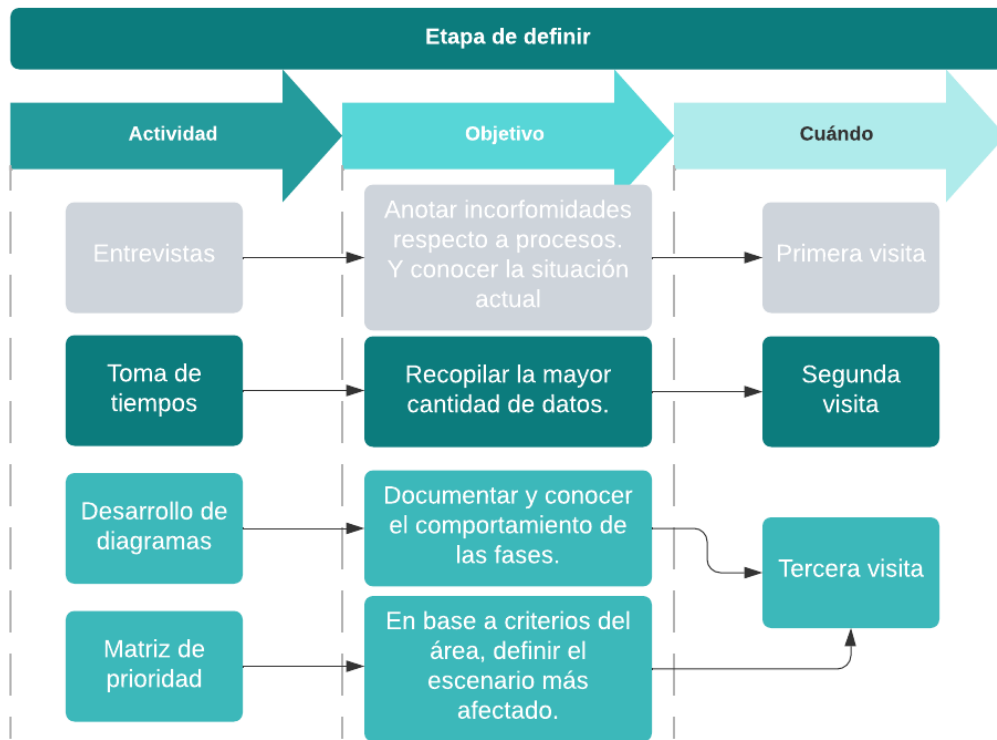 Etapa de definir
Actividad
Objetivo
Cuándo
Entrevistas
Anotar incorfomidades
respecto a procesos.
Y conocer la situación
actual
Primera visita
Toma de
tiempos
Recopilar la mayor
cantidad de datos.
Segunda
visita
Desarrollo de
diagramas
Documentar y conocer
el comportamiento de
las fases.
Tercera visita
Matriz de
prioridad
En base a criterios del
área, definir el
escenario más
afectado.